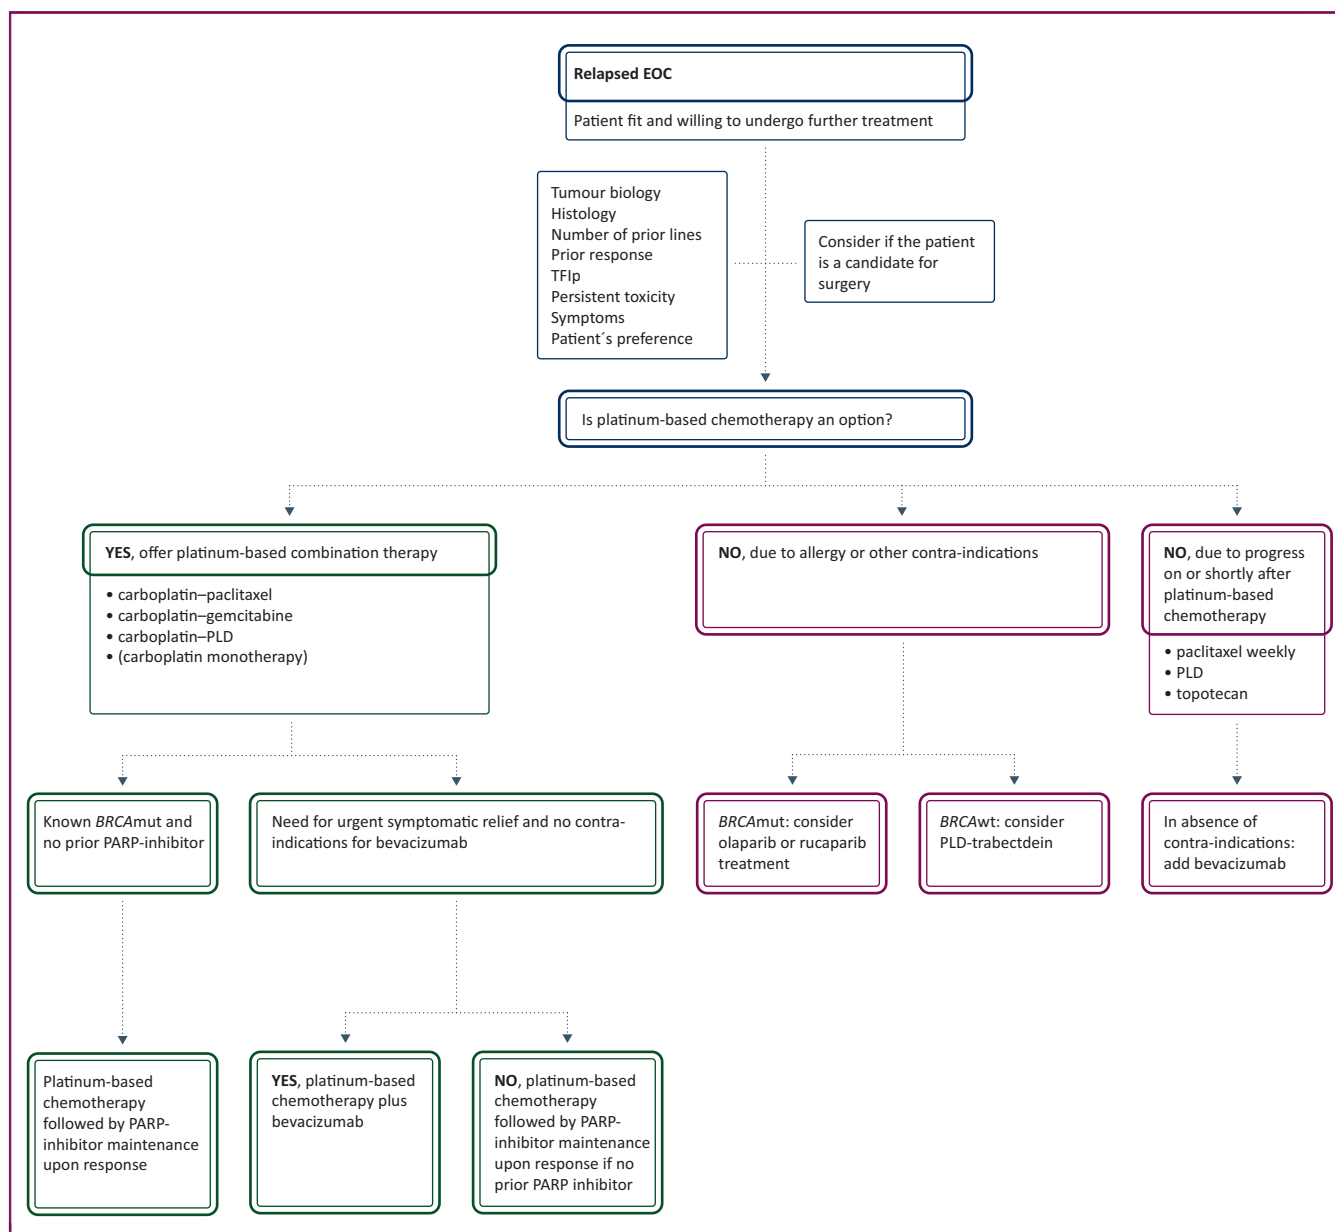 Relapsed EOC
Patient fit and willing to undergo further treatment
Tumour biology
Histology
Number of prior lines
Prior response
TFIp
Persistent toxicity
Symptoms
Patient´s preference
Consider if the patient
is a candidate for
surgery
Is platinum-based chemotherapy an option?
YES, offer platinum-based combination therapy
• carboplatin–paclitaxel
• carboplatin–gemcitabine
• carboplatin–PLD
• (carboplatin monotherapy)
NO, due to allergy or other contra-indications
NO, due to progress
on or shortly after
platinum-based
chemotherapy
• paclitaxel weekly
• PLD
• topotecan
Known BRCAmut and
no prior PARP-inhibitor
Need for urgent symptomatic relief and no contra-
indications for bevacizumab
BRCAmut: consider
olaparib or rucaparib
treatment
BRCAwt: consider
PLD-trabectdein
In absence of
contra-indications:
add bevacizumab
Platinum-based
chemotherapy
followed by PARP-
inhibitor maintenance
upon response
YES, platinum-based
chemotherapy plus
bevacizumab
NO, platinum-based
chemotherapy
followed by PARP-
inhibitor maintenance
upon response if no
prior PARP inhibitor